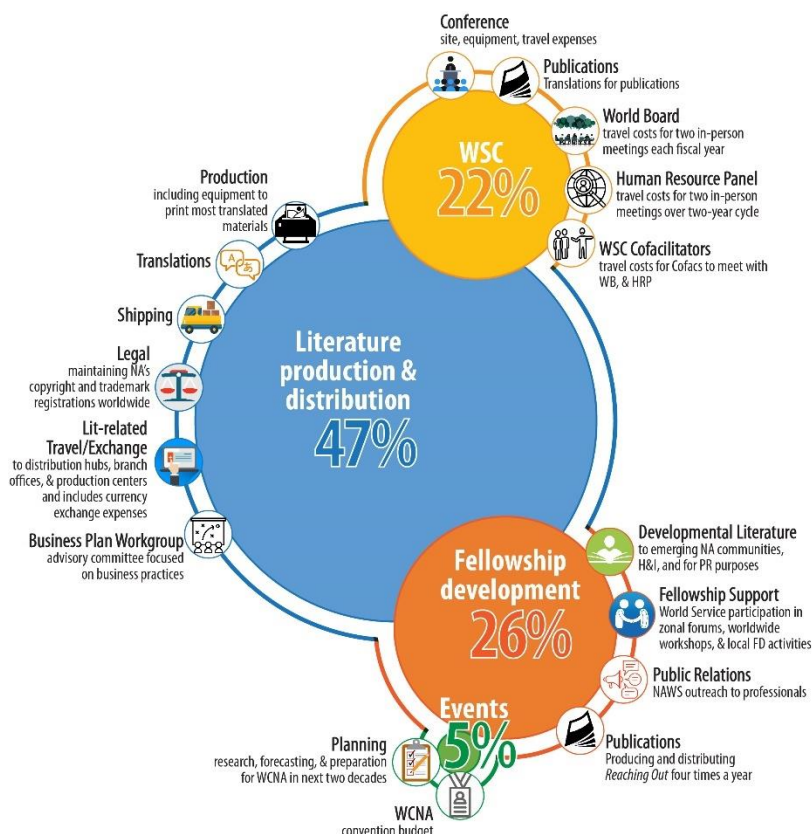 Conference
site, equipment, travel expenses
Publications
Translations for publications
World Board
travel costs for two in-person
meetings each fiscal year
Human Resource Panel
travel costs for two in-person
meetings over two-year cycle
WSC Cofacilitators
travel costs for Cofacs to meet with
WB, & HRP
WSC
22%
Production
including equipment to
print most translated
materials
Translations
A
あ
Shipping
Legal
maintaining NA's
copyright and trademark
registrations worldwide
Lit-related
Travel/Exchange
to distribution hubs, branch
offices, & production centers
and includes currency
exchange expenses
Business Plan Workgroup
advisory committee focused
on business practices
Literature
production &
distribution
47%
Fellowship
development
26%
Developmental Literature
to emerging NA communities,
H&I, and for PR purposes
Fellowship Support
World Service participation in
zonal forums, worldwide
workshops, & local FD activities
Public Relations
NAWS outreach to professionals
Publications
Producing and distributing
Reaching Out four times a year
Events
5%
Planning
research, forecasting, & preparation
for WCNA in next two decades
WCNA
convention budget